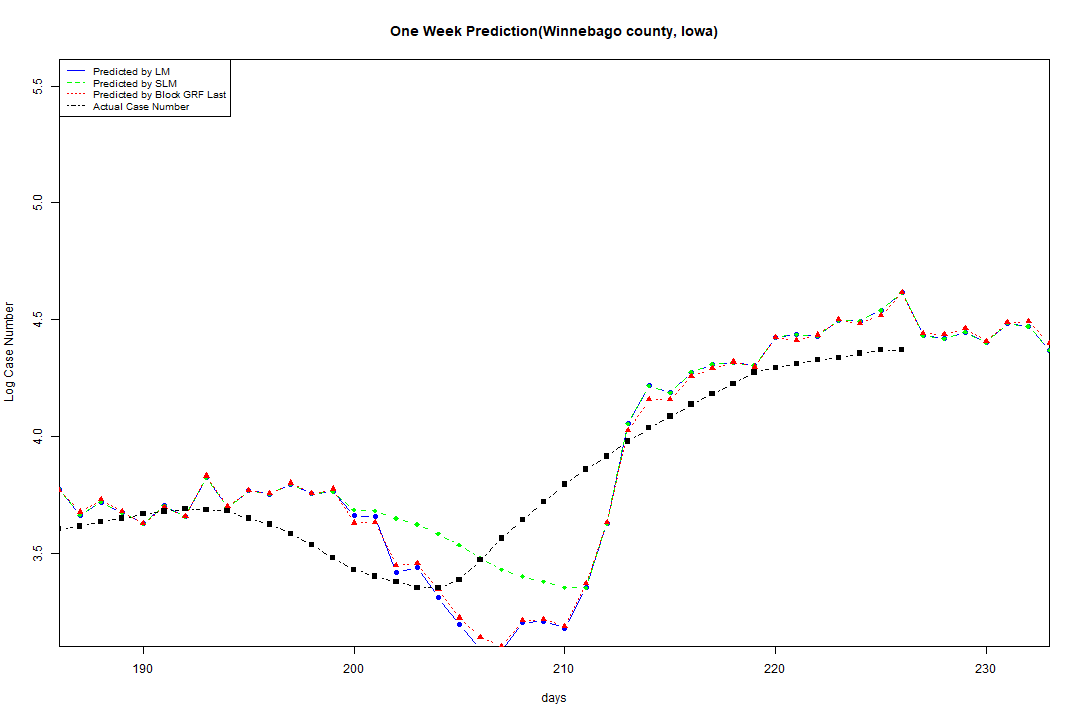 One Week Prediction(Winnebago county, Iowa)
Predicted by LM
Predicted by SLM
Predicted by Block GRF Last
Actual Case Number
5.5
5.0
4.5
4.0
3.5
Log Case Number
190 200 210 220 230
days